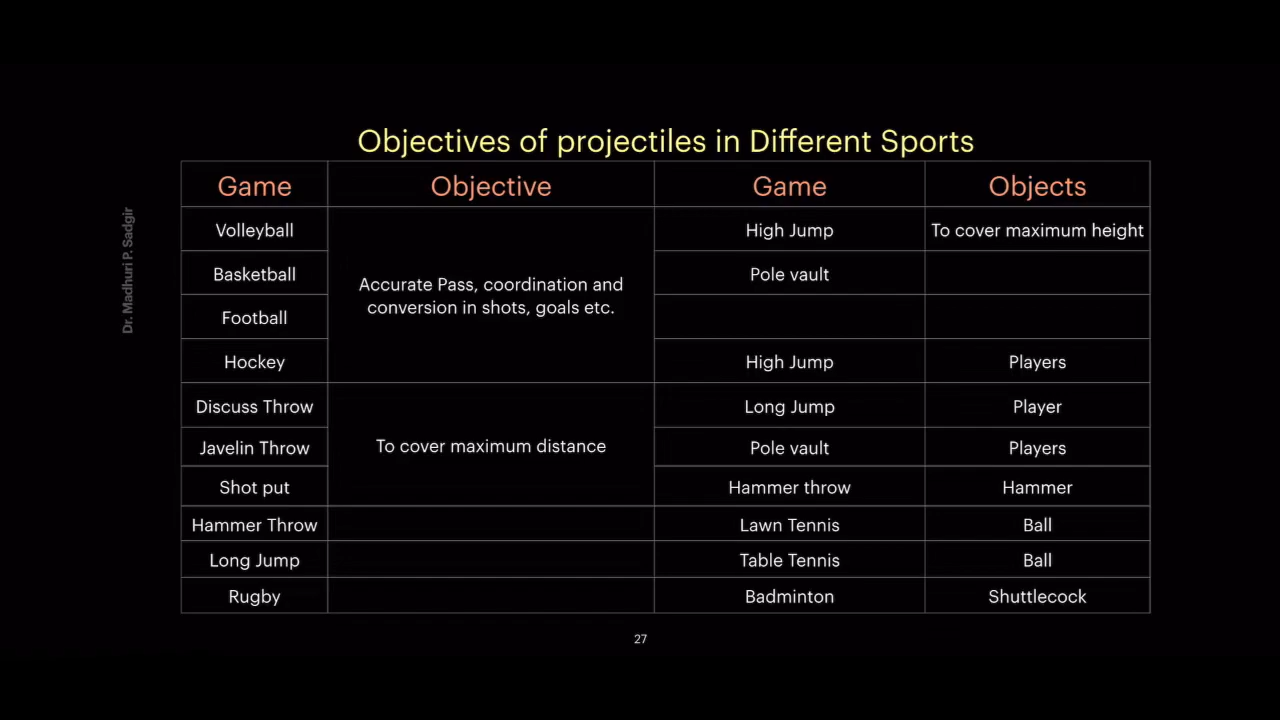 Objectives of projectiles in Different Sports
Game Objective Game Objects
Volleyball High Jump To cover maximum height
Basketball Pole vault
Accurate Pass, coordination and
conversion in shots, goals etc.
Football
Hockey High Jump Players
Discuss Throw Long Jump Player
Javelin Throw To cover maximum distance Pole vault Players
Shot put Hammer throw Hammer
Hammer Throw Lawn Tennis Ball
Long Jump Table Tennis Ball
Rugby Badminton Shuttlecock
27
Dr. Madhuri P. Sadgir